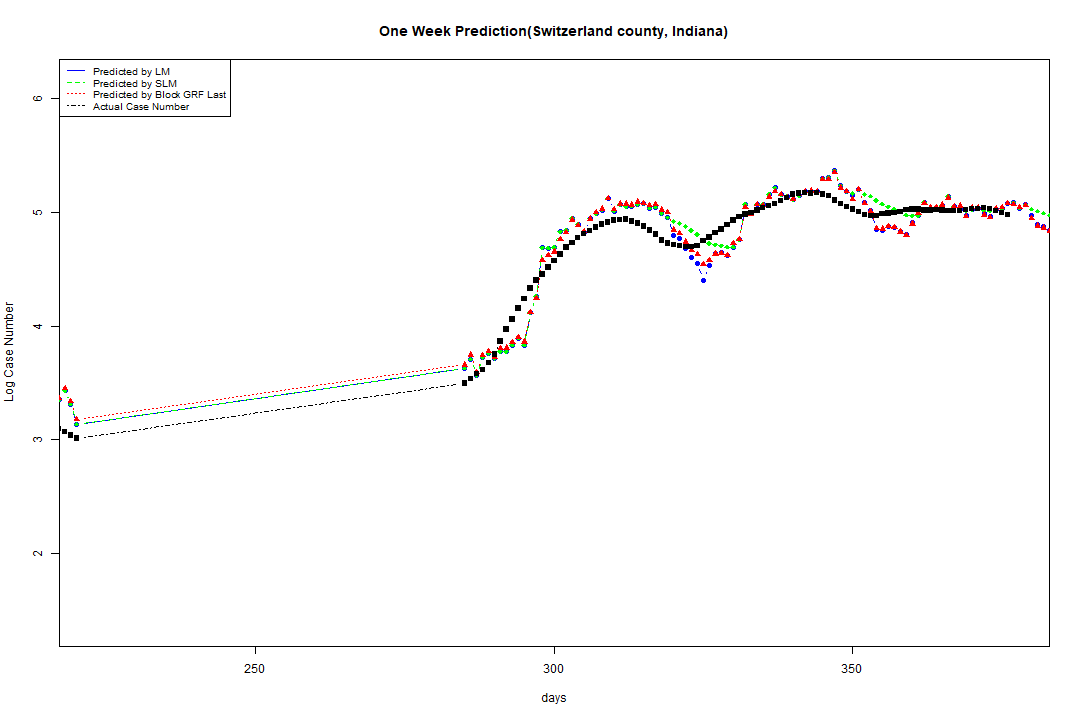 One Week Prediction(Switzerland county, Indiana)
Predicted by LM
Predicted by SLM
Predicted by Block GRF Last
Actual Case Number
6
5
4
3
2
Log Case Number
250 300 350
days